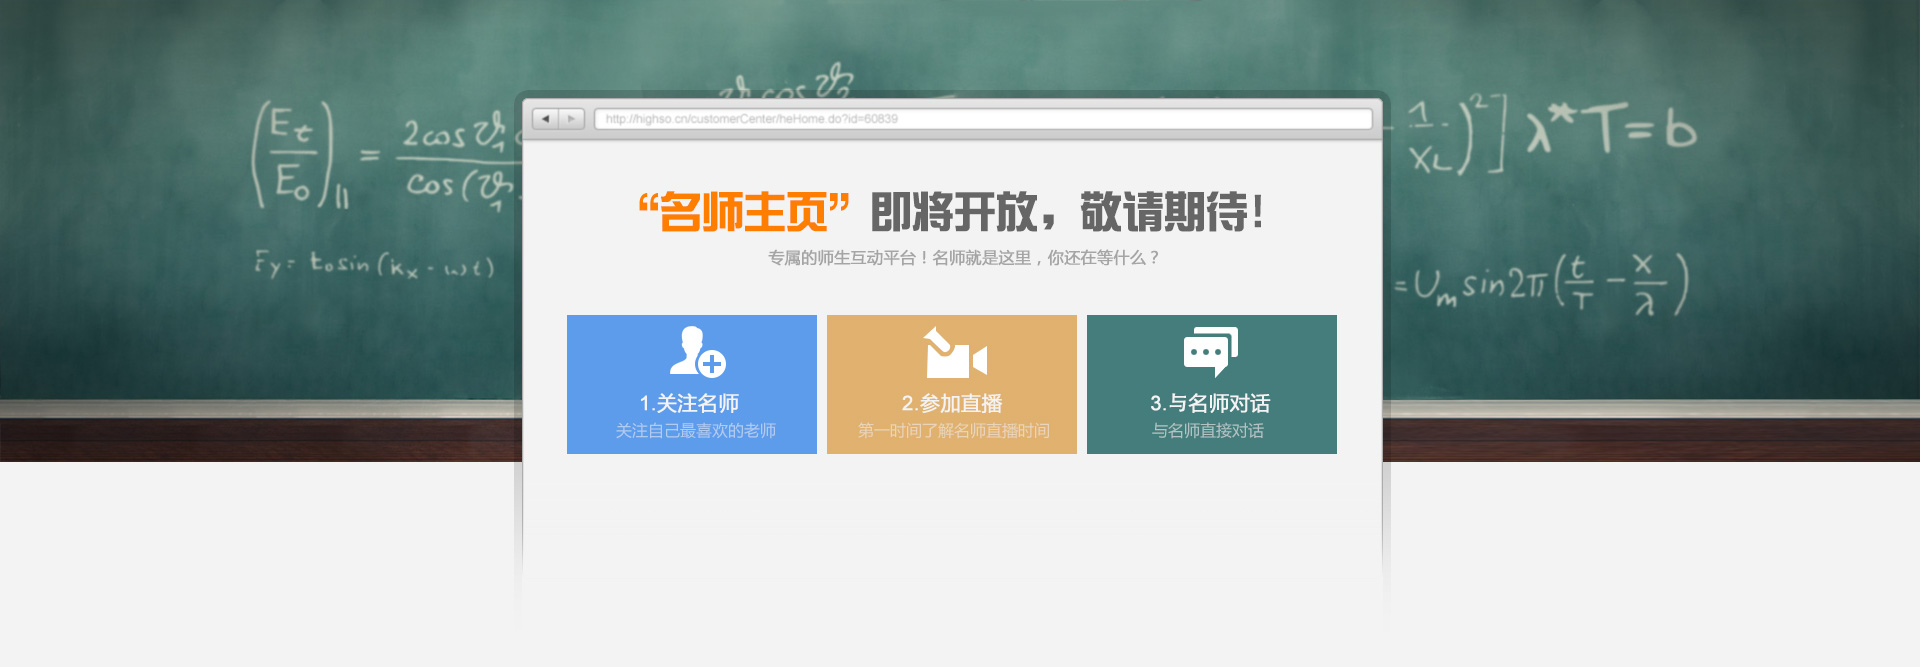 http://highso.cn/customerCenter/heHome.do?id=60839
“名师主页” 即将开放，敬请期待！
专属的师生互动平台！名师就是这里，你还在等什么？
1.关注名师
关注自己最喜欢的老师
2.参加直播
第一时间了解名师直播时间
3.与名师对话
与名师直接对话
λ*T=b
=Um sin2π(t/T - x/λ)